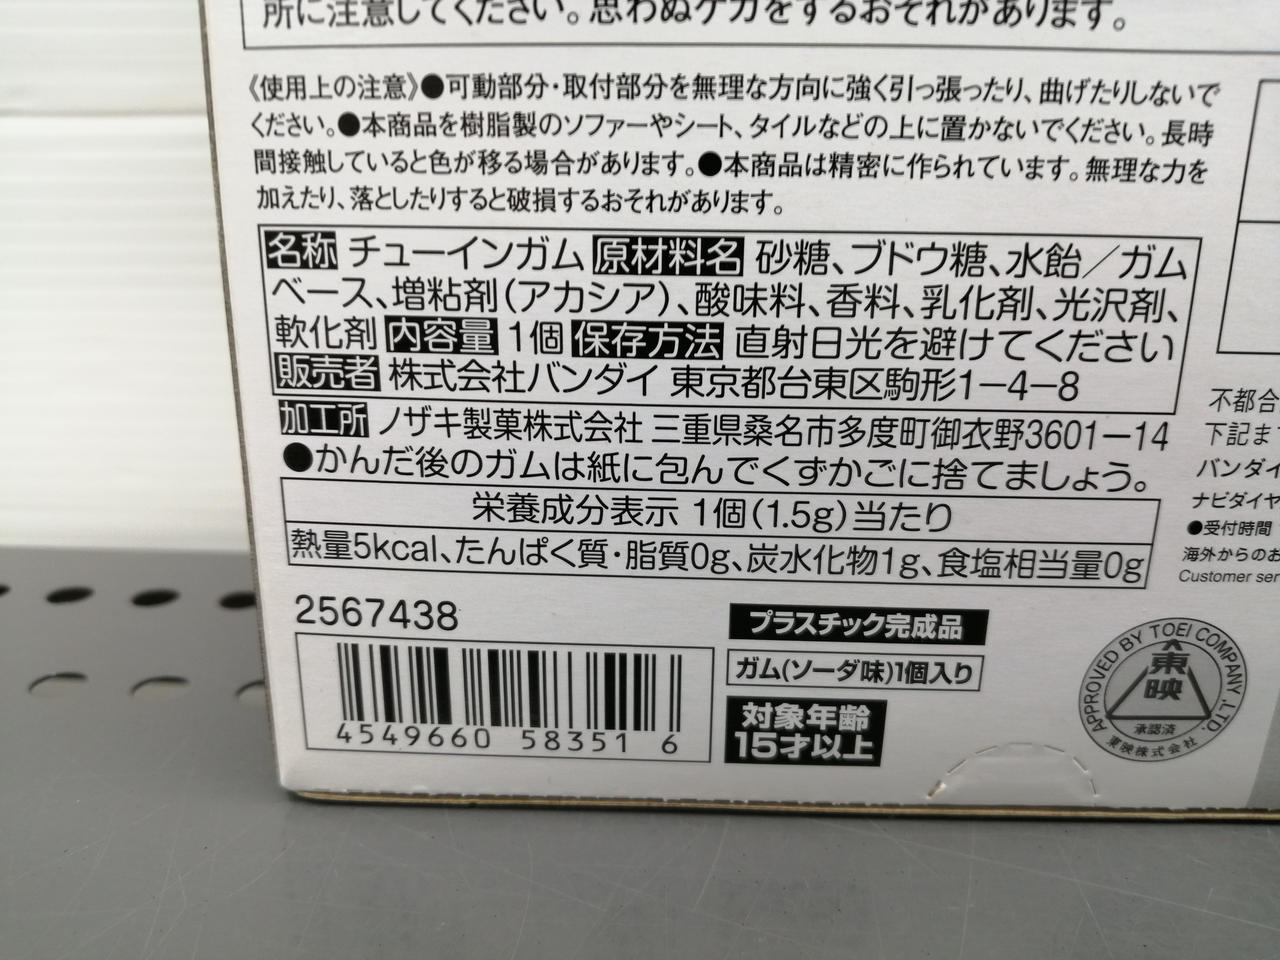 所に注意してください。思わぬケガをするおそれがあります。
《使用上の注意》●可動部分・取付部分を無理な方向に強く引っ張ったり、曲げたりしないで
ください。●本商品を樹脂製のソファーやシート、タイルなどの上に置かないでください。長時
間接触していると色が移る場合があります。●本商品は精密に作られています。無理な力を
加えたり、落としたりすると破損するおそれがあります。
名称 チューインガム 原材料名 砂糖、ブドウ糖、水飴／ガム
ベース、増粘剤(アカシア)、酸味料、香料、乳化剤、光沢剤、
軟化剤 内容量 1個 保存方法 直射日光を避けてください
販売者 株式会社バンダイ 東京都台東区駒形1－4－8
加工所 ノザキ製菓株式会社 三重県桑名市多度町御衣野3601－14
●かんだ後のガムは紙に包んでくずかごに捨てましょう。
栄養成分表示 1個(1.5g)当たり
熱量5kcal、たんぱく質・脂質0g、炭水化物1g、食塩相当量0g
2567438
4549660 58351 6
プラスチック完成品
ガム(ソーダ味)1個入り
対象年齢
15才以上
APPROVED BY TOEI COMPANY, LTD.
東映
承認済
東映株式会社
不都合
下記ま
バンダイ
ナビダイヤ
●受付時間
海外からのお
Customer ser